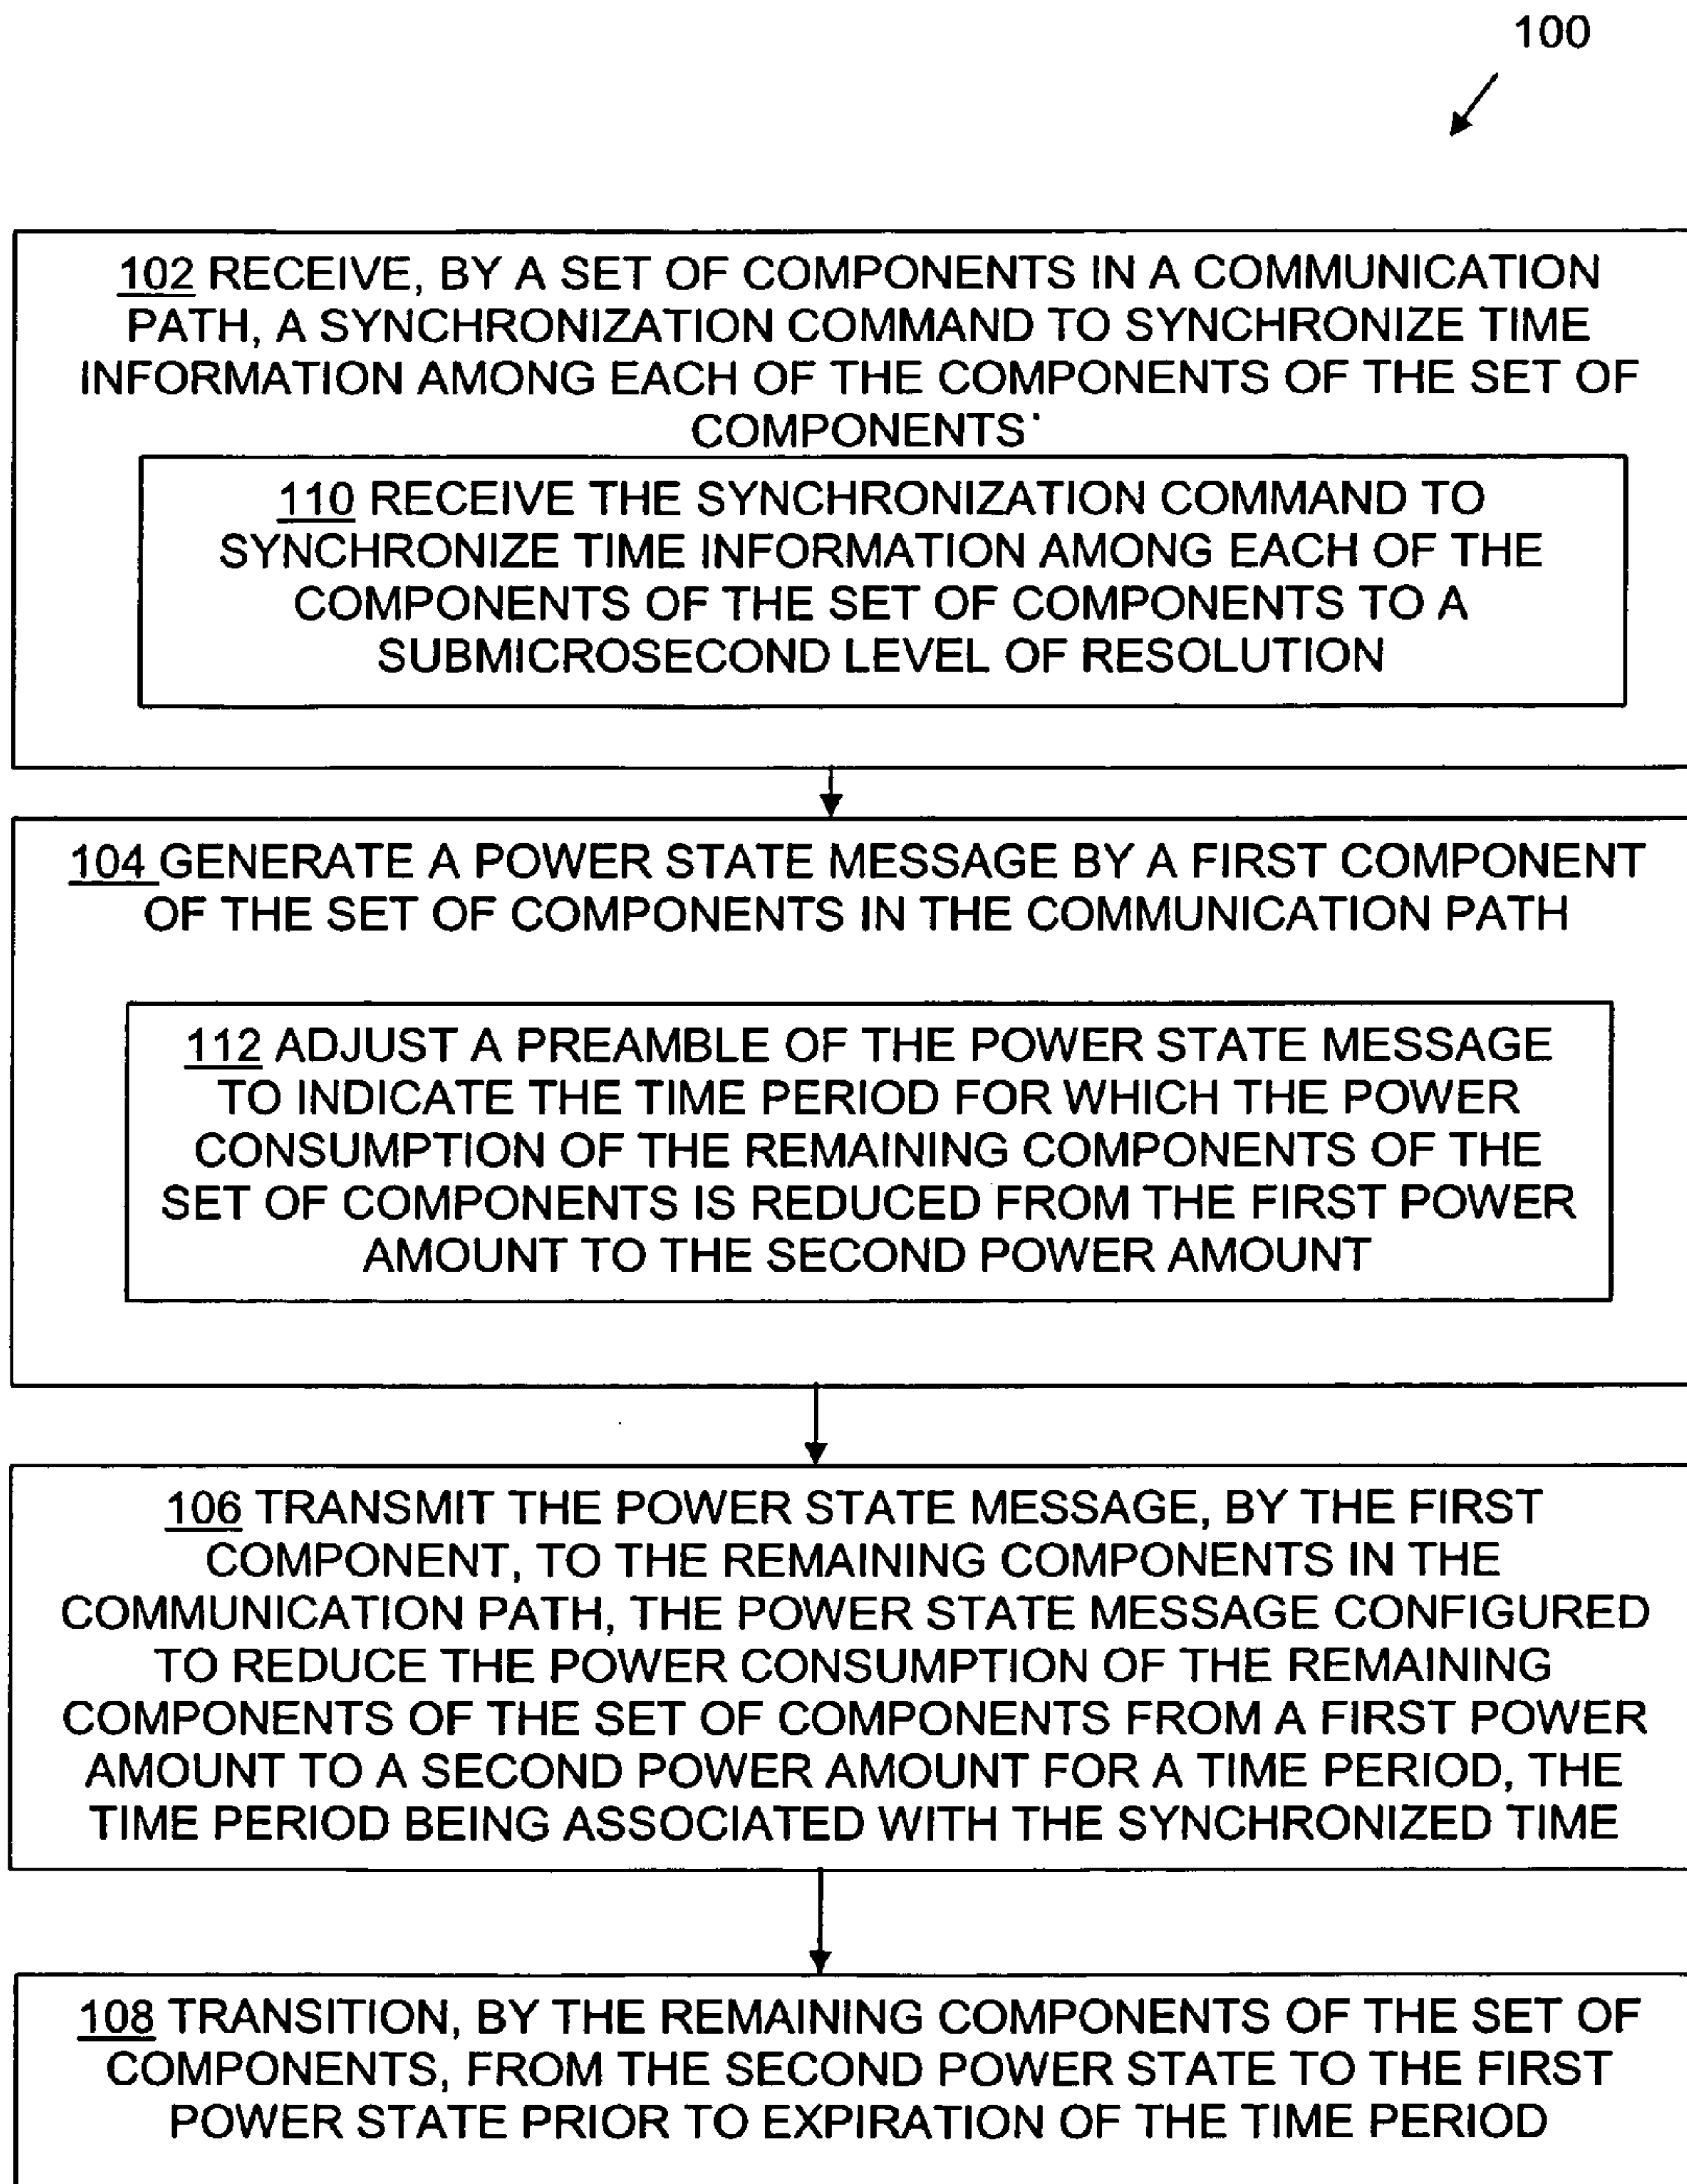 100
102 RECEIVE, BY A SET OF COMPONENTS IN A COMMUNICATION
PATH, A SYNCHRONIZATION COMMAND TO SYNCHRONIZE TIME
INFORMATION AMONG EACH OF THE COMPONENTS OF THE SET OF
COMPONENTS
110 RECEIVE THE SYNCHRONIZATION COMMAND TO
SYNCHRONIZE TIME INFORMATION AMONG EACH OF THE
COMPONENTS OF THE SET OF COMPONENTS TO A
SUBMICROSECOND LEVEL OF RESOLUTION
104 GENERATE A POWER STATE MESSAGE BY A FIRST COMPONENT
OF THE SET OF COMPONENTS IN THE COMMUNICATION PATH
112 ADJUST A PREAMBLE OF THE POWER STATE MESSAGE
TO INDICATE THE TIME PERIOD FOR WHICH THE POWER
CONSUMPTION OF THE REMAINING COMPONENTS OF THE
SET OF COMPONENTS IS REDUCED FROM THE FIRST POWER
AMOUNT TO THE SECOND POWER AMOUNT
106 TRANSMIT THE POWER STATE MESSAGE, BY THE FIRST
COMPONENT, TO THE REMAINING COMPONENTS IN THE
COMMUNICATION PATH, THE POWER STATE MESSAGE CONFIGURED
TO REDUCE THE POWER CONSUMPTION OF THE REMAINING
COMPONENTS OF THE SET OF COMPONENTS FROM A FIRST POWER
AMOUNT TO A SECOND POWER AMOUNT FOR A TIME PERIOD, THE
TIME PERIOD BEING ASSOCIATED WITH THE SYNCHRONIZED TIME
108 TRANSITION, BY THE REMAINING COMPONENTS OF THE SET OF
COMPONENTS, FROM THE SECOND POWER STATE TO THE FIRST
POWER STATE PRIOR TO EXPIRATION OF THE TIME PERIOD